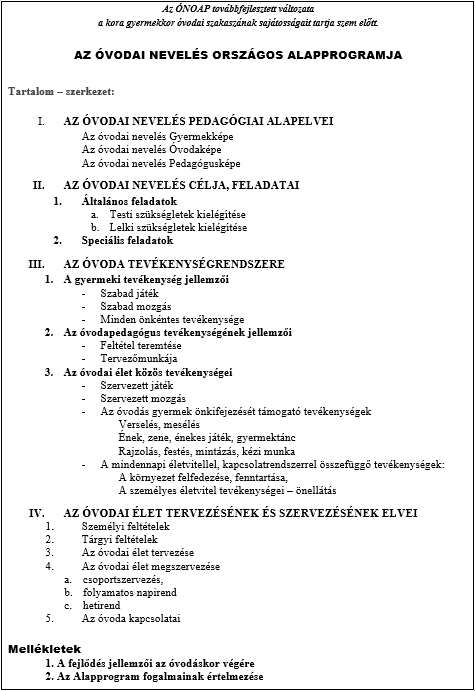 Az ÓNOAP továbbfejlesztett változata
a kora gyermekkor óvodai szakaszának sajátosságait tartja szem előtt.
AZ ÓVODAI NEVELÉS ORSZÁGOS ALAPPROGRAMJA
Tartalom – szerkezet:
I. AZ ÓVODAI NEVELÉS PEDAGÓGIAI ALAPELVEI
Az óvodai nevelés Gyermekképe
Az óvodai nevelés Óvodaképe
Az óvodai nevelés Pedagógusképe
II. AZ ÓVODAI NEVELÉS CÉLJA, FELADATAI
1. Általános feladatok
a. Testi szükségletek kielégítése
b. Lelki szükségletek kielégítése
2. Speciális feladatok
III. AZ ÓVODA TEVÉKENYSÉGRENDSZERE
1. A gyermeki tevékenység jellemzői
- Szabad játék
- Szabad mozgás
- Minden önkéntes tevékenysége
2. Az óvodapedagógus tevékenységének jellemzői
- Feltétel teremtése
- Tervezőmunkája
3. Az óvodai élet közös tevékenységei
- Szervezett játék
- Szervezett mozgás
- Az óvodás gyermek önkifejezését támogató tevékenységek
Verselés, mesélés
Ének, zene, énekes játék, gyermektánc
Rajzolás, festés, mintázás, kézi munka
- A mindennapi életvitellel, kapcsolatrendszerrel összefüggő tevékenységek:
A környezet felfedezése, fenntartása,
A személyes életvitel tevékenységei – önellátás
IV. AZ ÓVODAI ÉLET TERVEZÉSÉNEK ÉS SZERVEZÉSÉNEK ELVEI
1. Személyi feltételek
2. Tárgyi feltételek
3. Az óvodai élet tervezése
4. Az óvodai élet megszervezése
a. csoportszervezés,
b. folyamatos napirend
c. hetirend
5. Az óvoda kapcsolatai
Mellékletek
1. A fejlődés jellemzői az óvodáskor végére
2. Az Alapprogram fogalmainak értelmezése